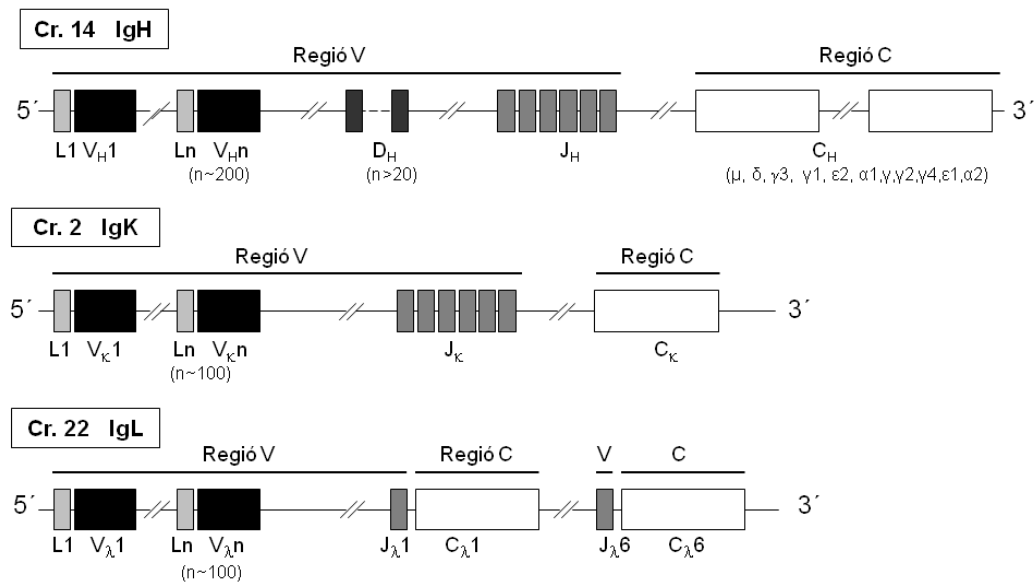 Cr. 14 IgH
Regió V Regió C
5´ 3´
L1 VH1 Ln VHn DH JH CH
(n~200) (n>20) (μ, δ, γ3, γ1, ε2, α1,γ,γ2,γ4,ε1,α2)
Cr. 2 IgK
Regió V Regió C
5´ 3´
L1 Vκ1 Ln Vκn Jκ Cκ
(n~100)
Cr. 22 IgL
Regió V Regió C V C
5´ 3´
L1 Vλ1 Ln Vλn Jλ1 Cλ1 Jλ6 Cλ6
(n~100)